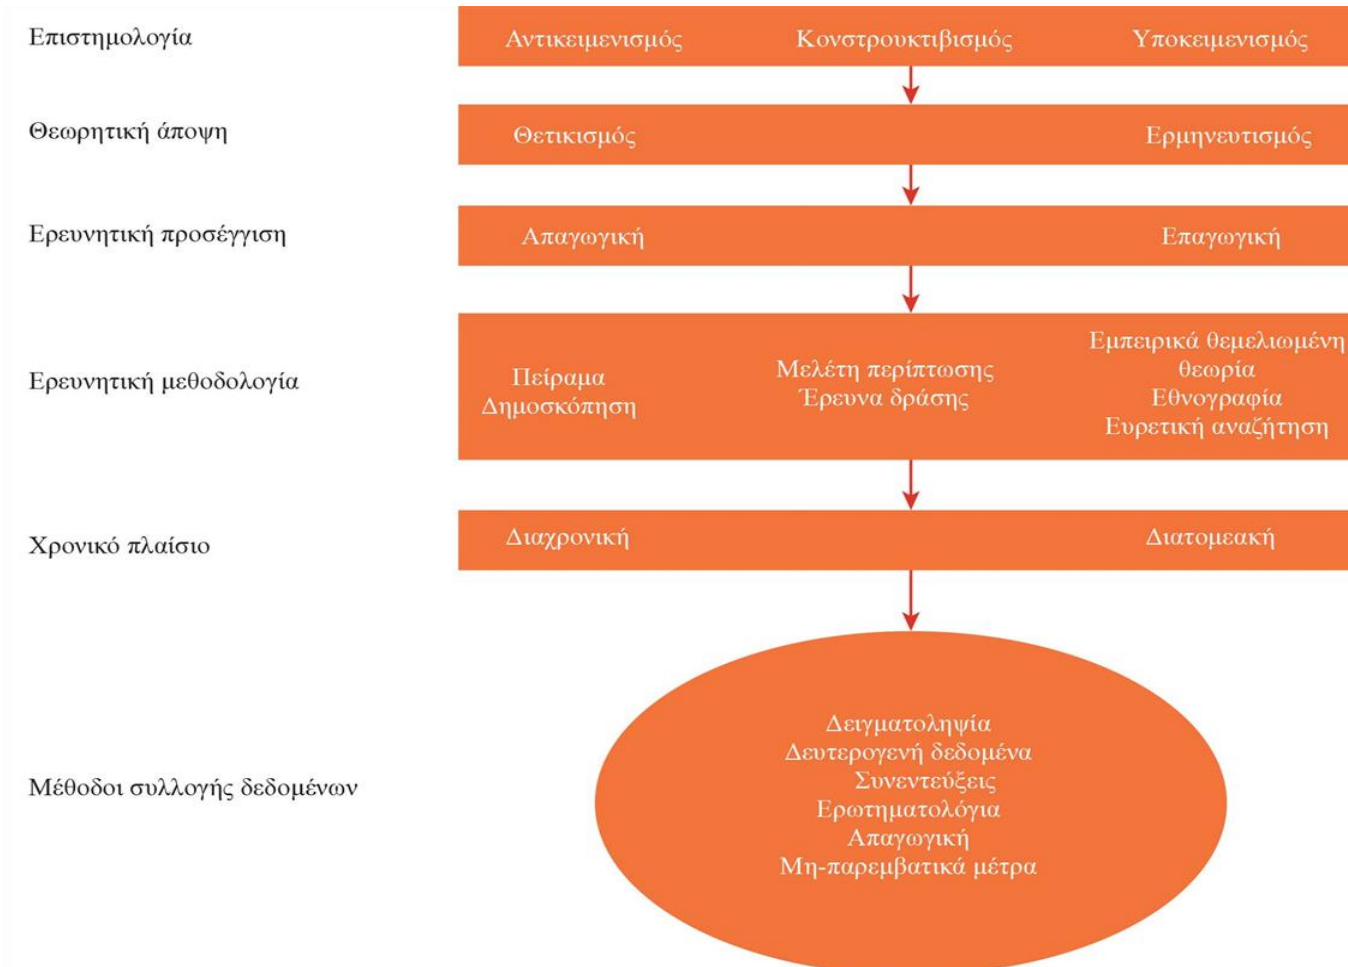 Επιστημολογία
Αντικειμενισμός Κονστρουκτιβισμός Υποκειμενισμός
Θεωρητική άποψη
Θετικισμός Ερμηνευτισμός
Ερευνητική προσέγγιση
Απαγωγική Επαγωγική
Ερευνητική μεθοδολογία
Πείραμα
Δημοσκόπηση
Μελέτη περίπτωσης
Έρευνα δράσης
Εμπειρικά θεμελιωμένη
θεωρία
Εθνογραφία
Ευρετική αναζήτηση
Χρονικό πλαίσιο
Διαχρονική Διατομεακή
Μέθοδοι συλλογής δεδομένων
Δειγματοληψία
Δευτερογενή δεδομένα
Συνεντεύξεις
Ερωτηματολόγια
Απαγωγική
Μη-παρεμβατικά μέτρα